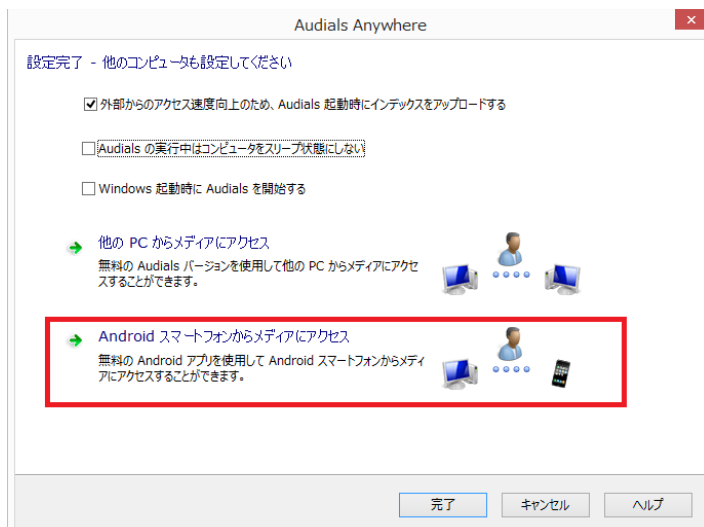 Audials Anywhere
設定完了 - 他のコンピュータも設定してください
外部からのアクセス速度向上のため、Audials 起動時にインデックスをアップロードする
Audials の実行中はコンピュータをスリープ状態にしない
Windows 起動時に Audials を開始する
他の PC からメディアにアクセス
無料の Audials バージョンを使用して他の PC からメディアにアクセ
スすることができます。
Android スマートフォンからメディアにアクセス
無料の Android アプリを使用して Android スマートフォンからメディ
アにアクセスすることができます。
完了 キャンセル ヘルプ